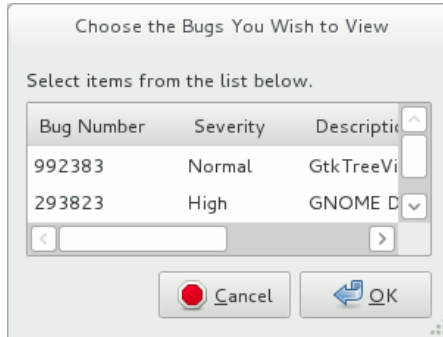 Choose the Bugs You Wish to View
Select items from the list below.
Bug Number Severity Descriptic
992383 Normal GtkTreeVi
293823 High GNOME D
Cancel OK